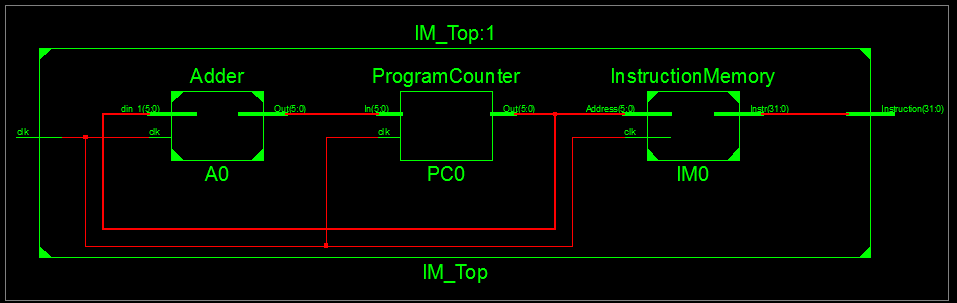 IM_Top:1
Adder
ProgramCounter
InstructionMemory
din_1(5:0)
Out(5:0)
In(5:0)
Out(5:0)
Address(5:0)
Instr(31:0)
Instruction(31:0)
clk
clk
clk
clk
A0
PC0
IM0
IM_Top